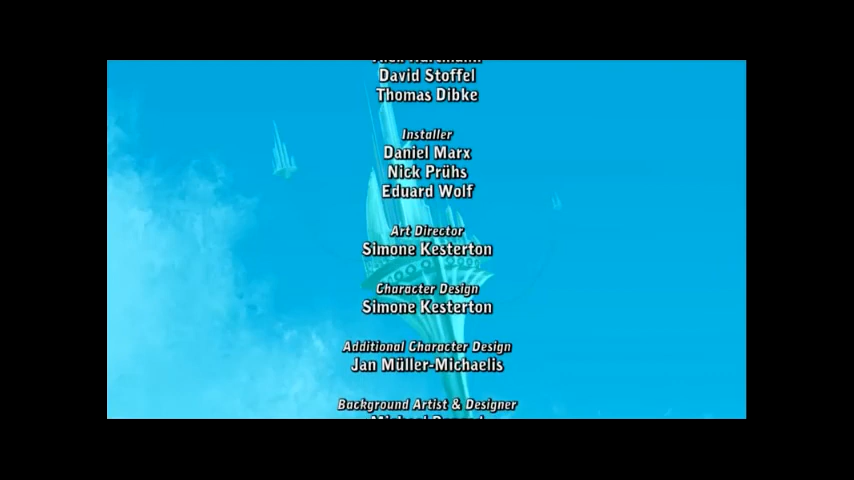 David Stoffel
Thomas Dibke
Installer
Daniel Marx
Nick Prühs
Eduard Wolf
Art Director
Simone Kesterton
Character Design
Simone Kesterton
Additional Character Design
Jan Müller-Michaelis
Background Artist & Designer